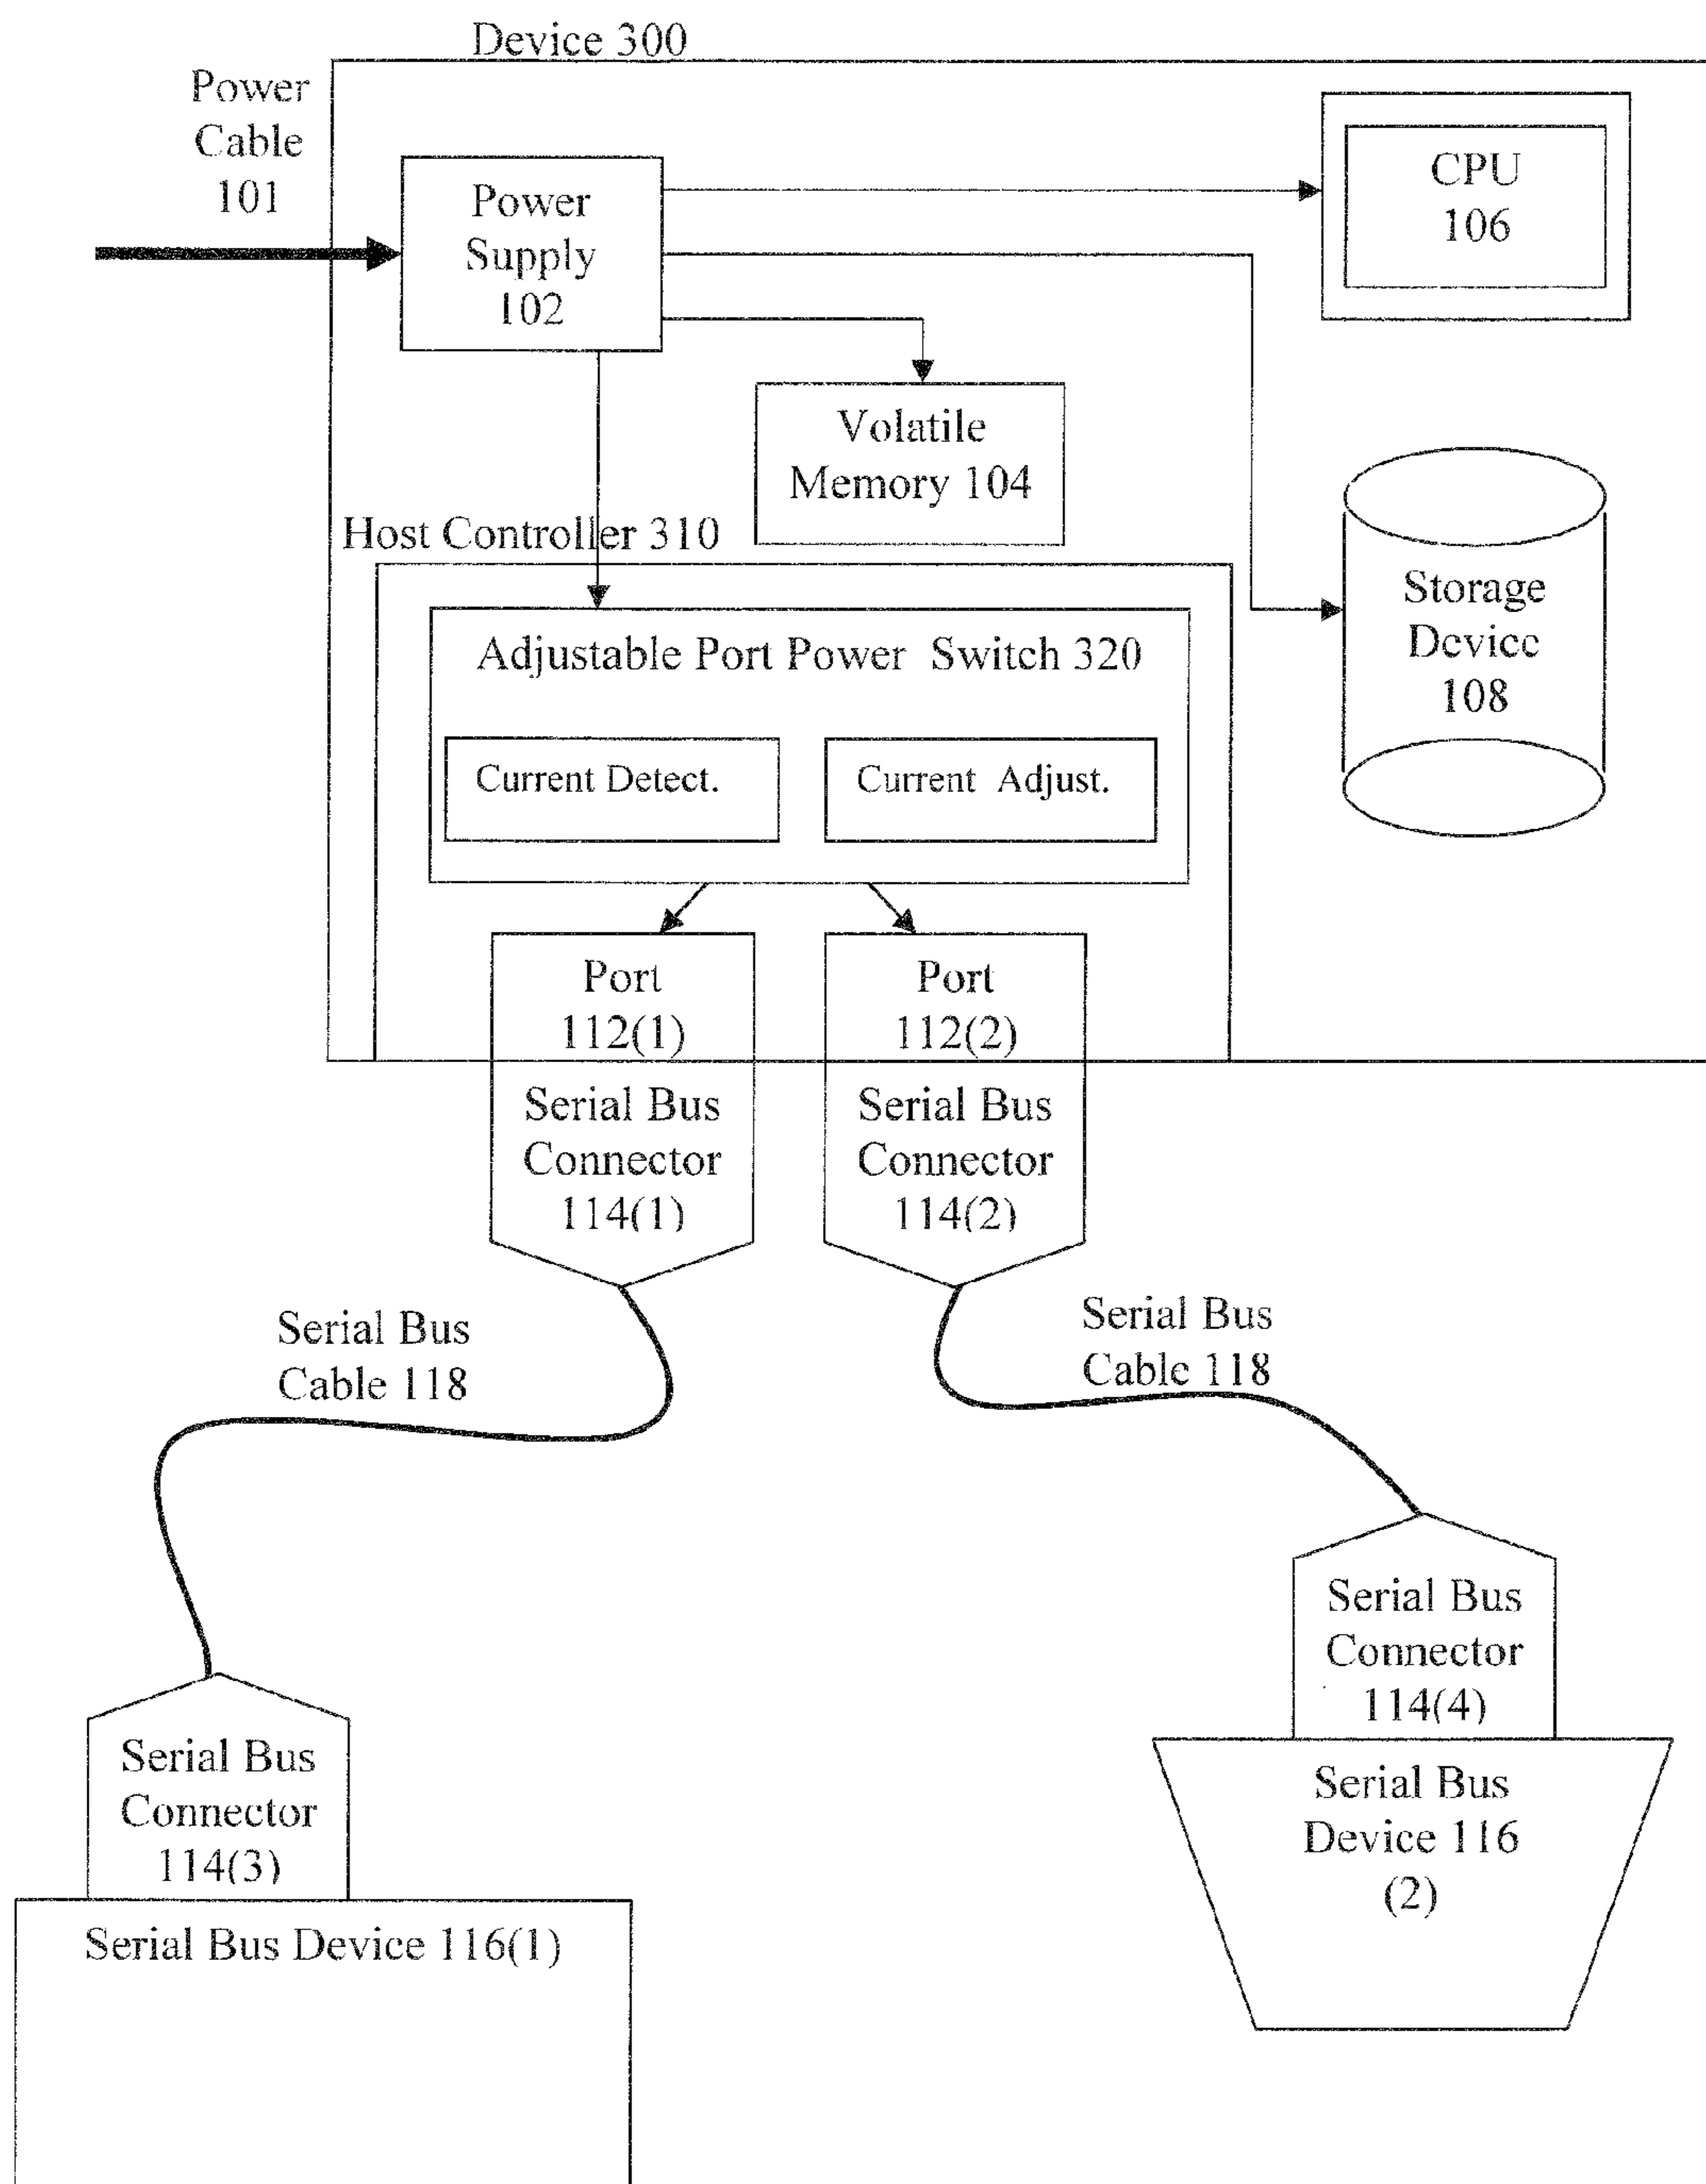 Device 300
Power
Cable
101
Power
Supply
102
CPU
106
Volatile
Memory 104
Host Controller 310
Storage
Device
108
Adjustable Port Power Switch 320
Current Detect.
Current Adjust.
Port
112(1)
Port
112(2)
Serial Bus
Connector
114(1)
Serial Bus
Connector
114(2)
Serial Bus
Cable 118
Serial Bus
Cable 118
Serial Bus
Connector
114(4)
Serial Bus
Device 116
(2)
Serial Bus
Connector
114(3)
Serial Bus Device 116(1)